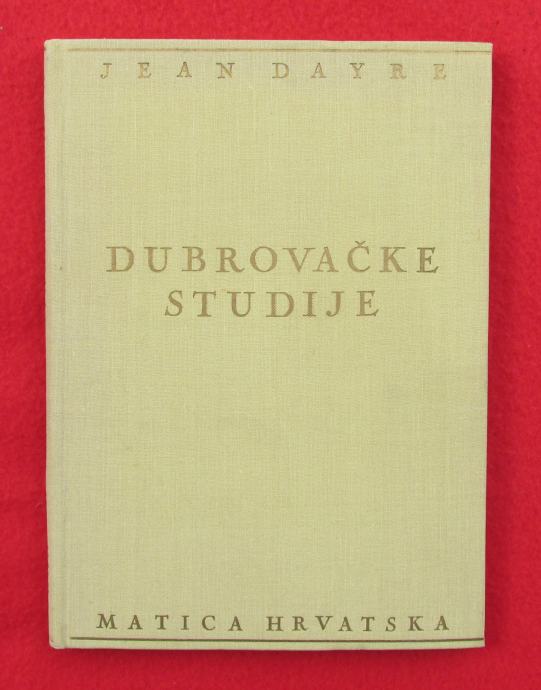 JEAN DAYRE
DUBROVAČKE
STUDIJE
MATICA HRVATSKA